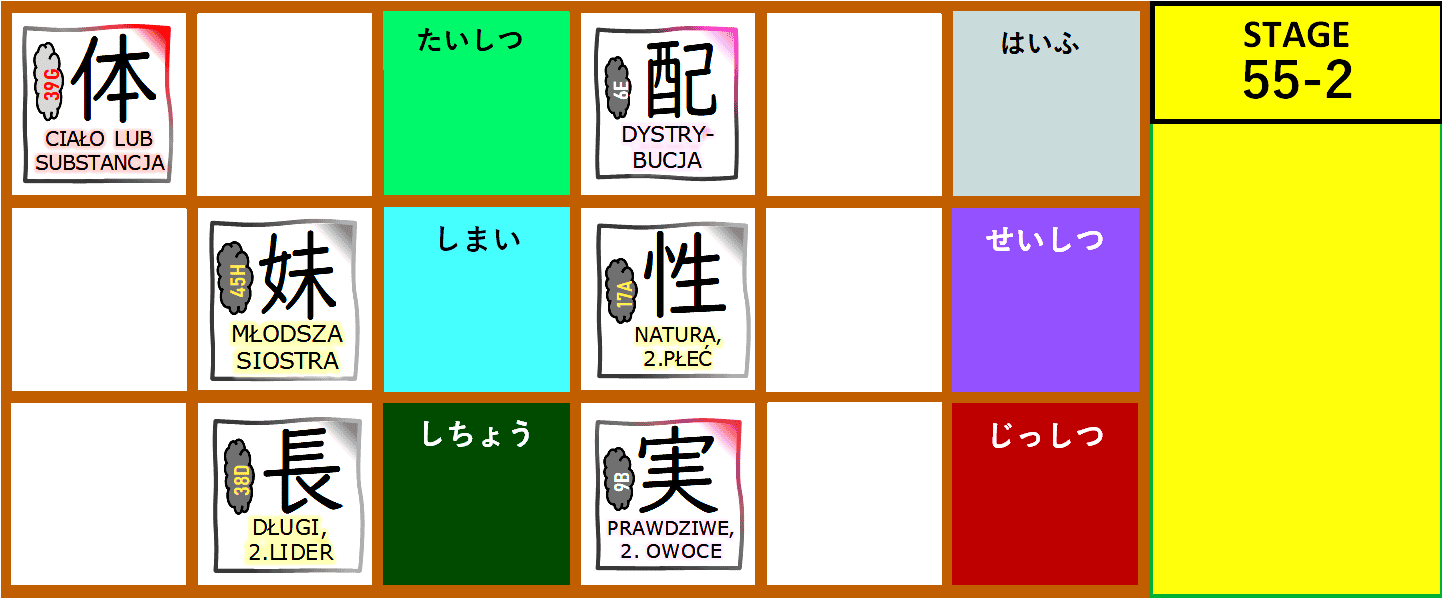 39G
体
CIAŁO LUB
SUBSTANCJA
たいしつ
6E
配
DYSTRY-
BUCJA
はいふ
STAGE
55-2
45H
妹
MŁODSZA
SIOSTRA
しまい
17A
性
NATURA,
2.PŁEĆ
せいしつ
38D
長
DŁUGI,
2.LIDER
しちょう
9B
実
PRAWDZIWE,
2. OWOCE
じっしつ